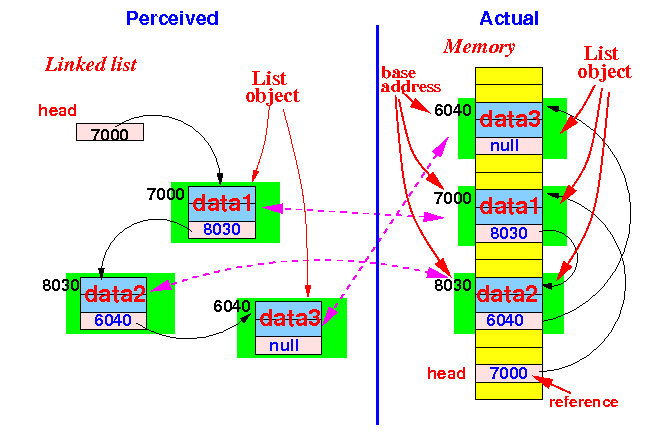 Perceived
Linked list
head
7000
List
object
7000
data1
8030
8030
data2
6040
6040
data3
null
Actual
Memory
List
object
base
address
6040
data3
null
7000
data1
8030
8030
data2
6040
head
7000
reference